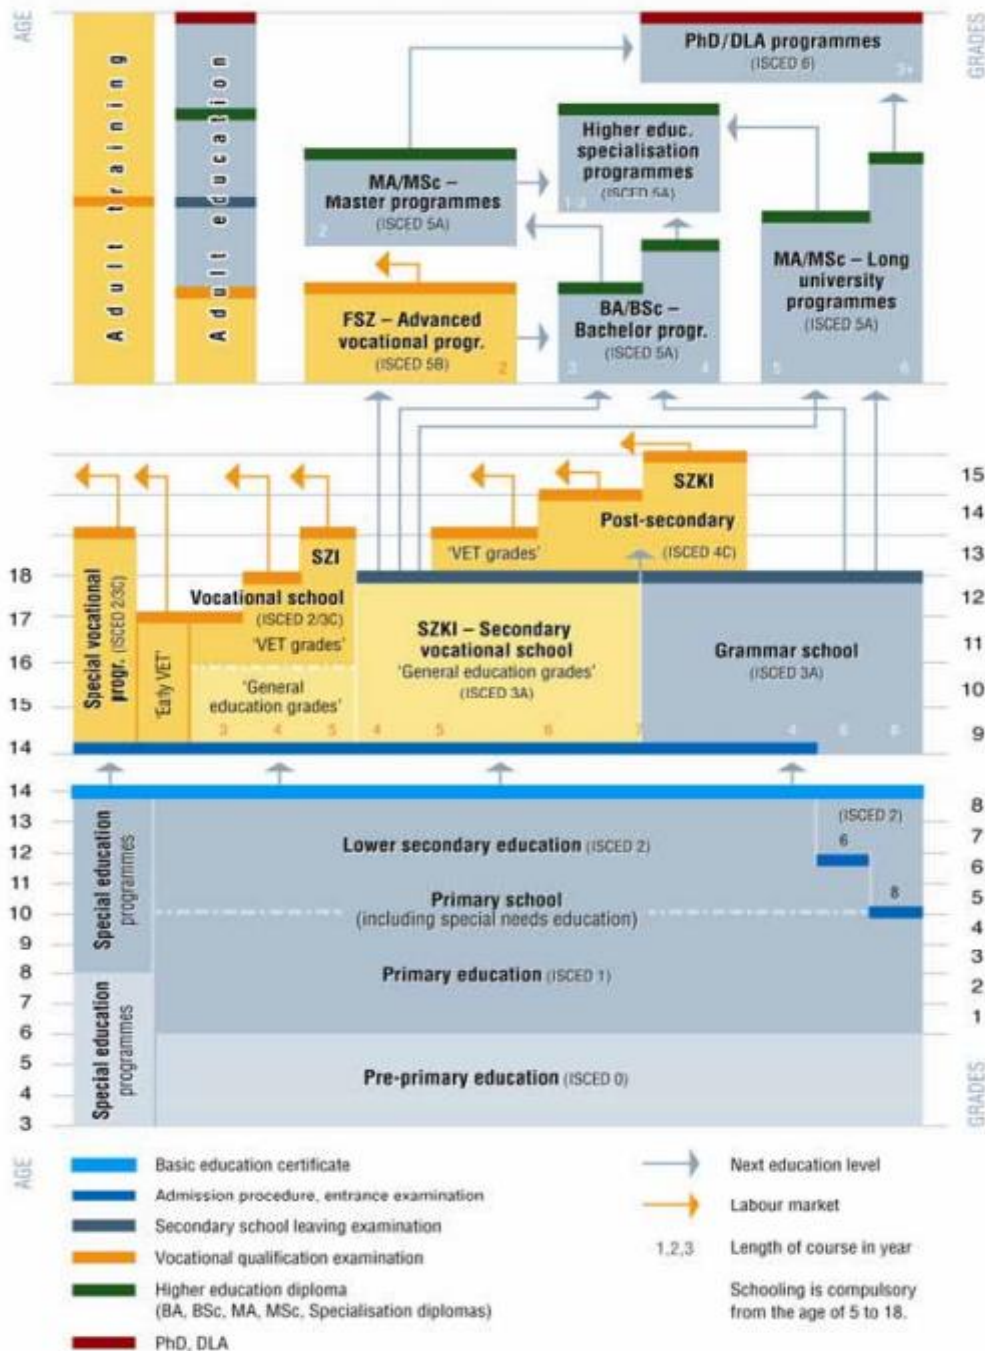 AGE
GRADES
Adult training
Adult education
PhD/DLA programmes
(ISCED 6)
3+
Higher educ.
specialisation
programmes
(ISCED 5A)
1-3
MA/MSc – 
Master programmes
(ISCED 5A)
2
MA/MSc – Long
university
programmes
(ISCED 5A)
5
6
FSZ – Advanced
vocational progr.
(ISCED 5B)
2
BA/BSc –
Bachelor progr.
(ISCED 5A)
3
4
15
14
13
12
11
10
9
18
17
16
15
14
Special vocational
progr. (ISCED 2/3C)
'Early VET'
SZI
Vocational school
(ISCED 2/3C)
'VET grades'
'General
education grades'
3
4
5
'VET grades'
SZKI
Post-secondary
(ISCED 4C)
SZKI – Secondary
vocational school
'General education grades'
(ISCED 3A)
4
5
6
7
Grammar school
(ISCED 3A)
4
6
8
14
13
12
11
10
9
8
7
6
5
4
3
8
7
6
5
4
3
2
1
Special education
programmes
Special education
programmes
Lower secondary education (ISCED 2)
(ISCED 2)
6
8
Primary school
(including special needs education)
Primary education (ISCED 1)
Pre-primary education (ISCED 0)
AGE
GRADES
Basic education certificate
Admission procedure, entrance examination
Secondary school leaving examination
Vocational qualification examination
Higher education diploma
(BA, BSc, MA, MSc, Specialisation diplomas)
PhD, DLA
Next education level
Labour market
1,2,3 Length of course in year
Schooling is compulsory
from the age of 5 to 18.